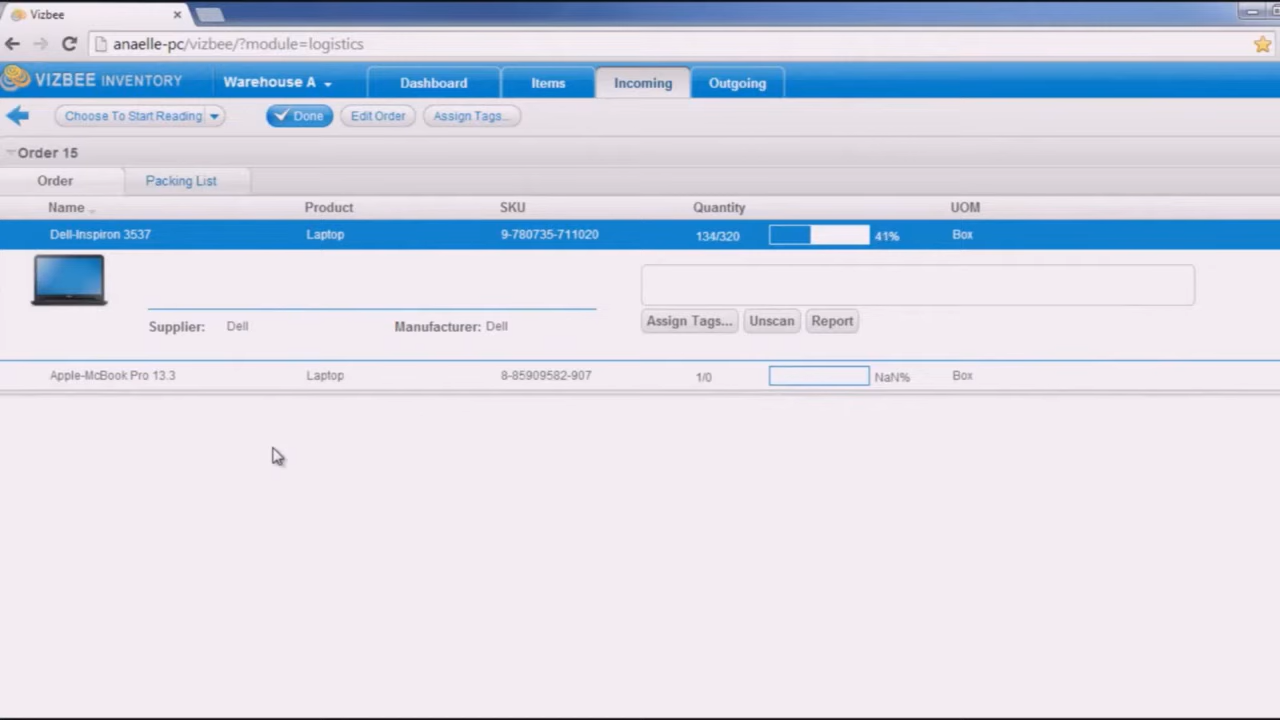 Vizbee
anaelle-pc/vizbee/?module=logistics
VIZBEE INVENTORY Warehouse A Dashboard Items Incoming Outgoing
Choose To Start Reading Done Edit Order Assign Tags...
Order 15
Order Packing List
Name Product SKU Quantity UOM
Dell-Inspiron 3537 Laptop 9-780735-711020 134/320 41% Box
Supplier: Dell Manufacturer: Dell
Assign Tags... Unscan Report
Apple-McBook Pro 13.3 Laptop 8-85909582-907 1/0 NaN% Box